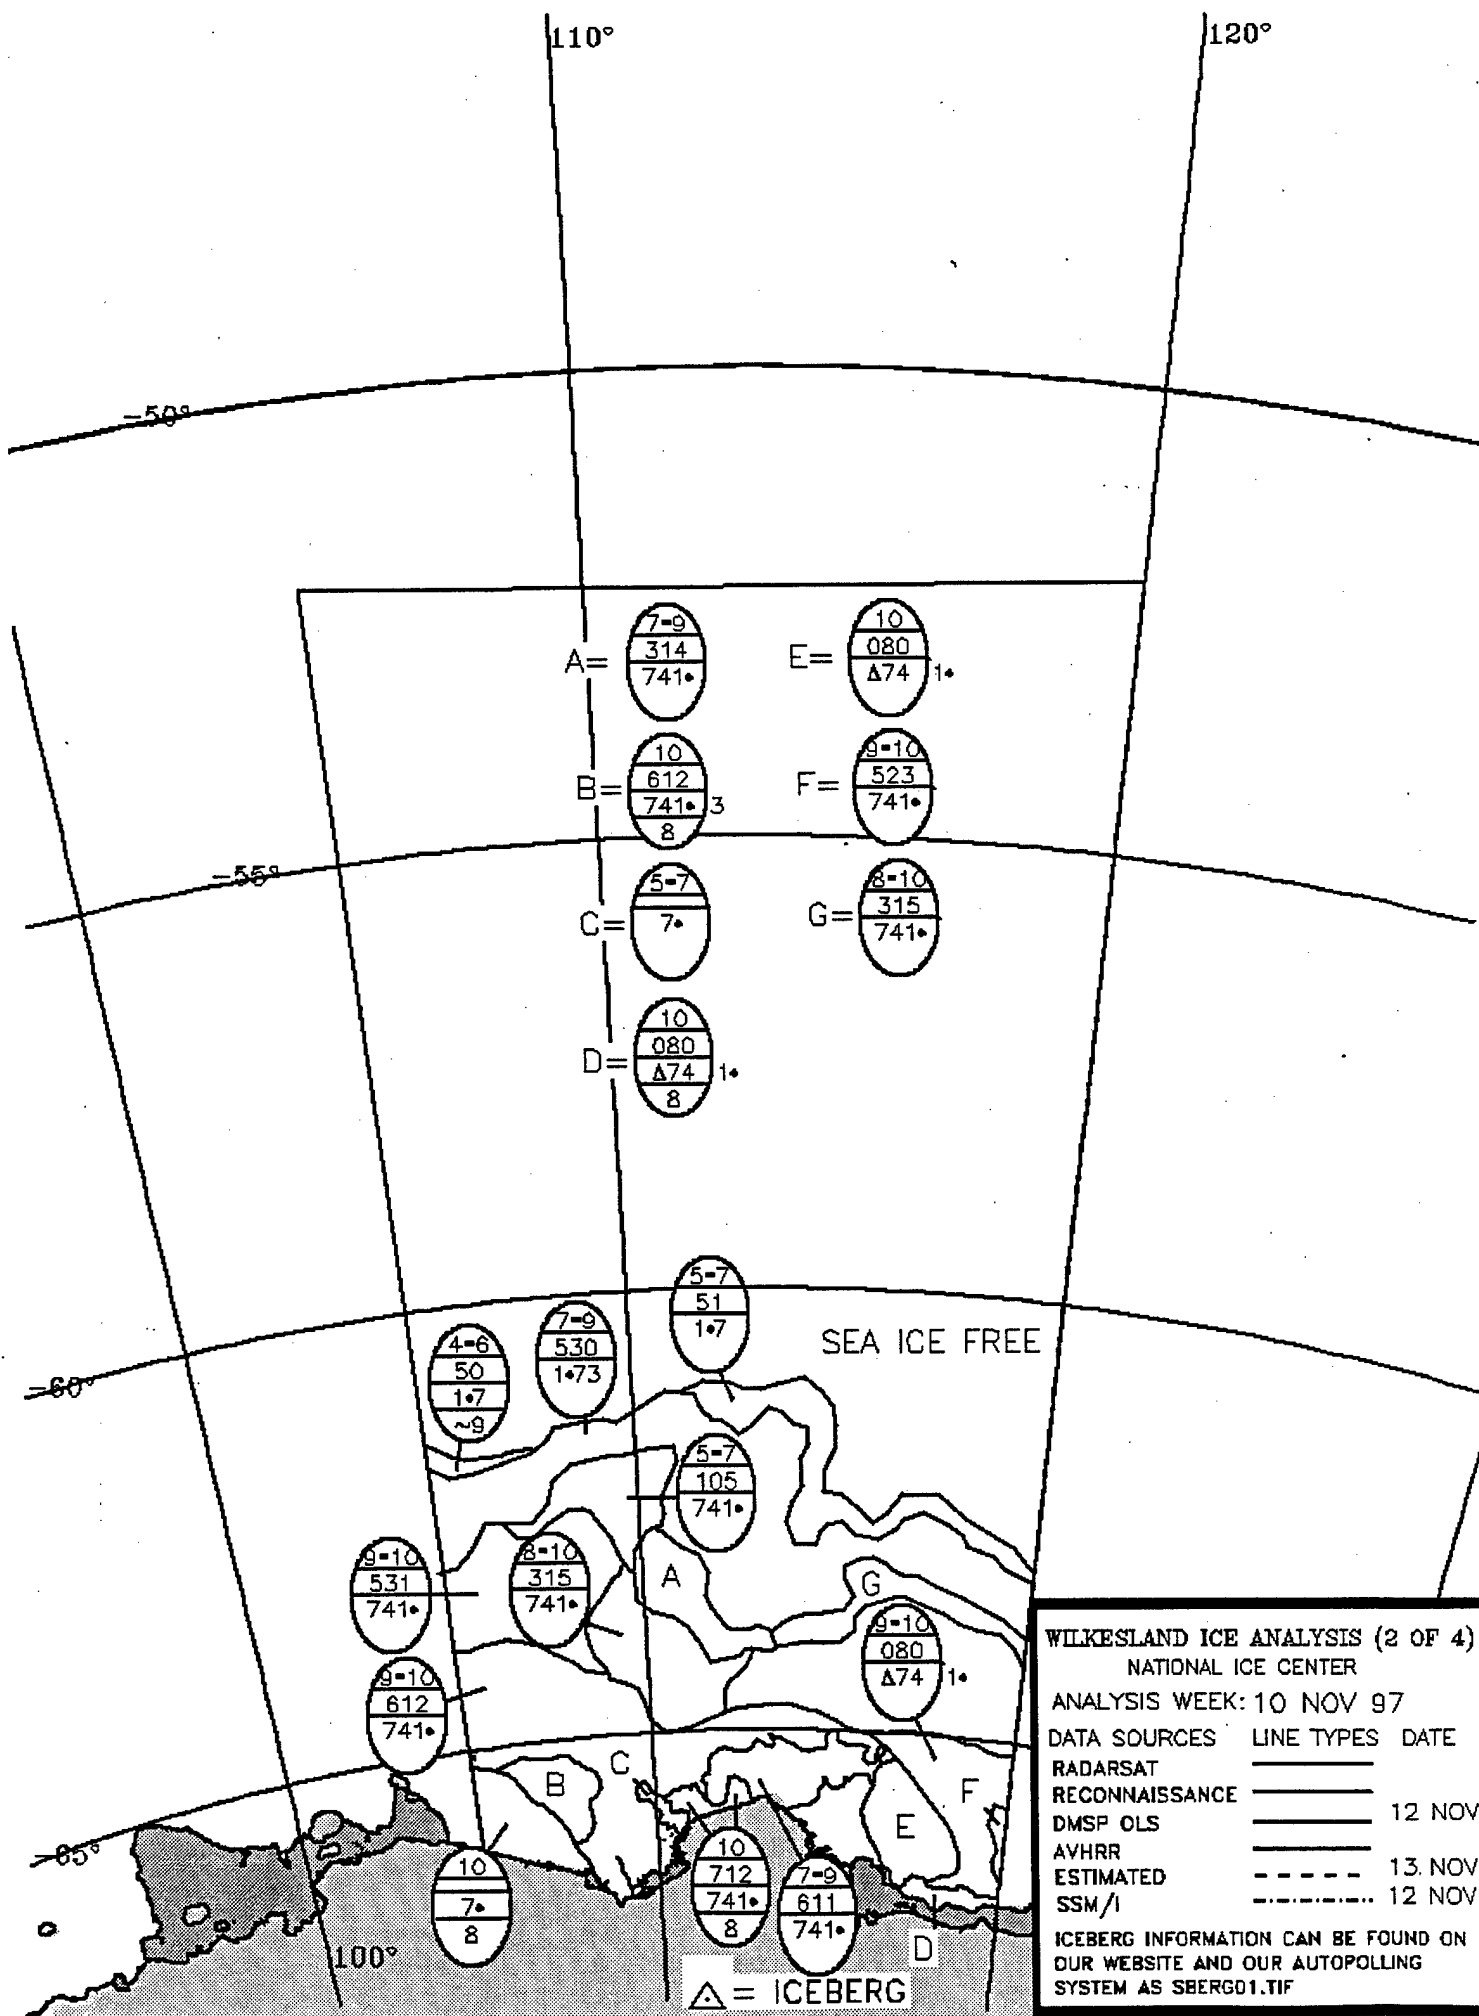 110°
120°
-50°
A=
7-9
314
741•
E=
10
080
Δ74 1•
B=
10
612
741• 3
8
F=
9-10
523
741•
-55°
C=
5-7
7•
G=
8-10
315
741•
D=
10
080
Δ74 1•
8
5-7
51
1•7
SEA ICE FREE
7-9
530
1•73
4-6
50
1•7
~9
-60°
5-7
105
741•
9-10
531
741•
8-10
315
741•
A
G
9-10
080
Δ74 1•
9-10
612
741•
B
C
F
E
-65°
10
7•
8
10
712
741•
8
7-9
611
741•
D
100°
△ = ICEBERG
WILKESLAND ICE ANALYSIS (2 OF 4)
NATIONAL ICE CENTER
ANALYSIS WEEK: 10 NOV 97
DATA SOURCES LINE TYPES DATE
RADARSAT
RECONNAISSANCE
DMSP OLS 12 NOV
AVHRR
ESTIMATED 13. NOV
SSM/I 12 NOV
ICEBERG INFORMATION CAN BE FOUND ON
OUR WEBSITE AND OUR AUTOPOLLING
SYSTEM AS SBERG01.TIF